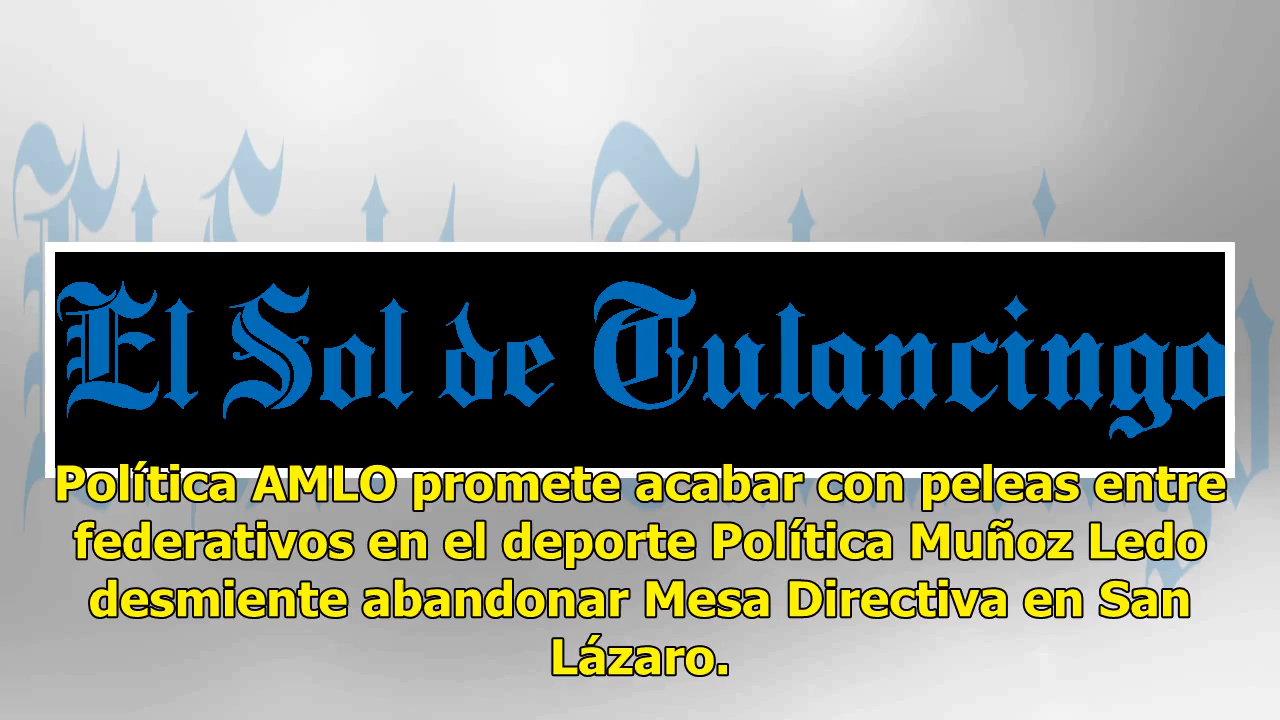 El Sol de Tulancingo
Política AMLO promete acabar con peleas entre
federativos en el deporte Política Muñoz Ledo
desmiente abandonar Mesa Directiva en San
Lázaro.